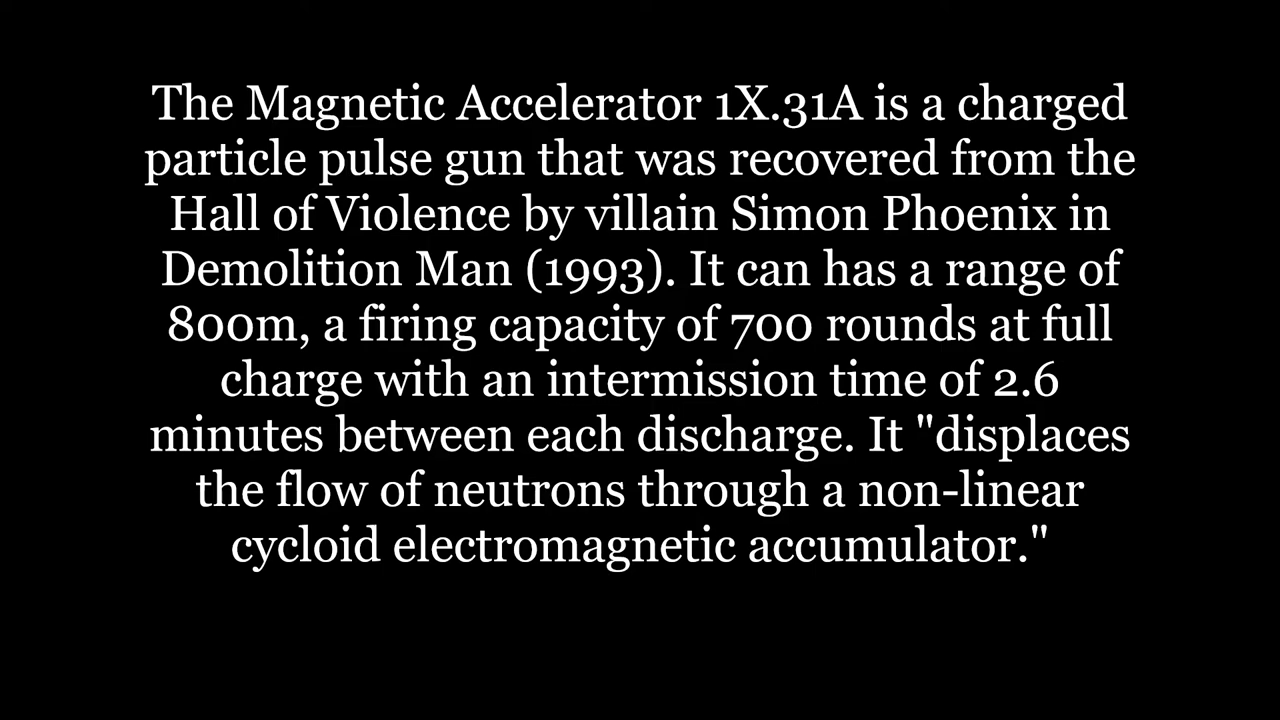 The Magnetic Accelerator 1X.31A is a charged
particle pulse gun that was recovered from the
Hall of Violence by villain Simon Phoenix in
Demolition Man (1993). It can has a range of
800m, a firing capacity of 700 rounds at full
charge with an intermission time of 2.6
minutes between each discharge. It "displaces
the flow of neutrons through a non-linear
cycloid electromagnetic accumulator."